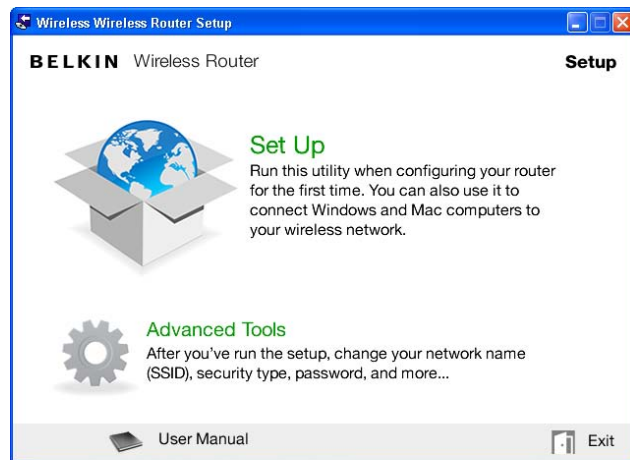 Wireless Wireless Router Setup
BELKIN Wireless Router
Setup
Set Up
Run this utility when configuring your router
for the first time. You can also use it to
connect Windows and Mac computers to
your wireless network.
Advanced Tools
After you've run the setup, change your network name
(SSID), security type, password, and more...
User Manual
Exit